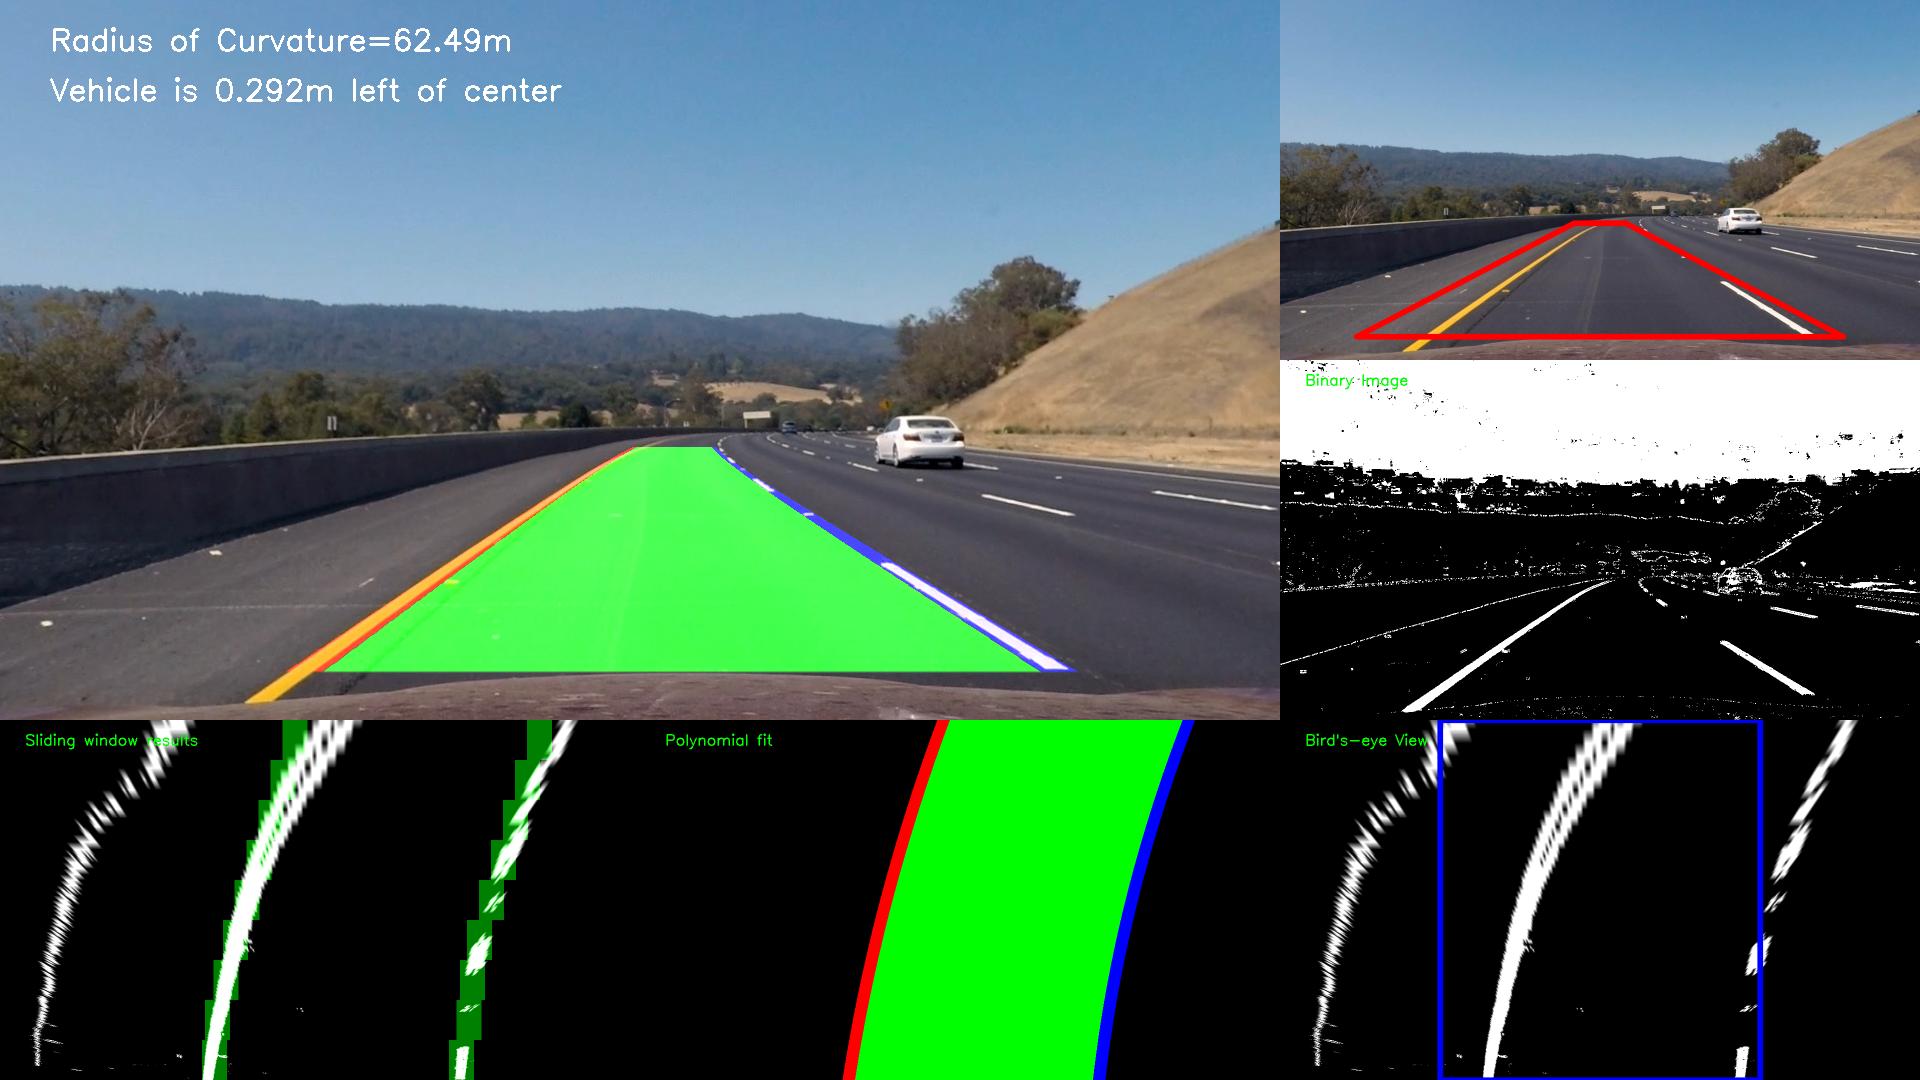 Radius of Curvature=62.49m
Vehicle is 0.292m left of center
Binary Image
Sliding window results
Polynomial fit
Bird's-eye View